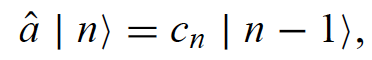 â | n⟩ = cₙ | n − 1⟩,